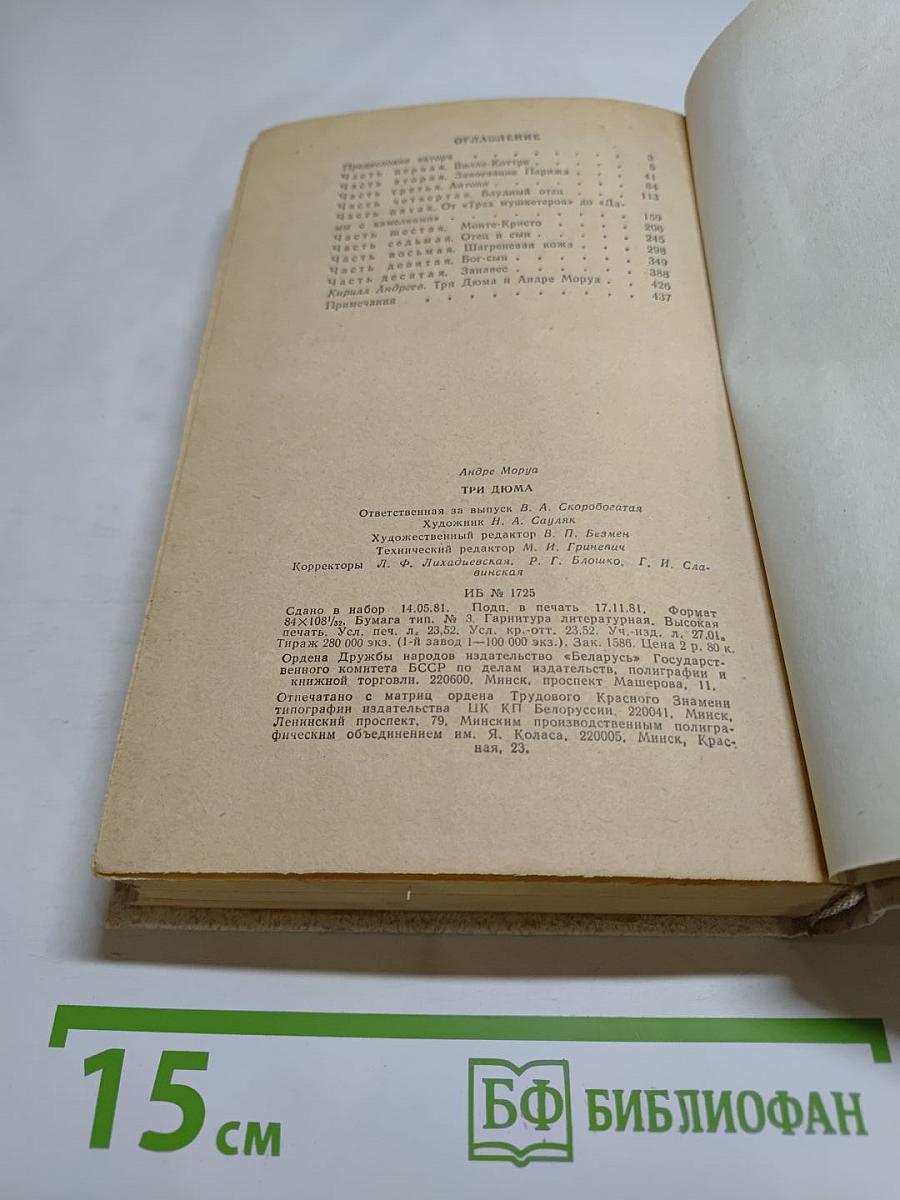 ОГЛАВЛЕНИЕ
Предисловие автора . . . . . . . . 3
Часть первая. Вилле-Коттре . . . . . 5
Часть вторая. Завоевание Парижа . . . 41
Часть третья. Антони . . . . . . . 64
Часть четвертая. Блудный отец . . . . 113
Часть пятая. От «Трех мушкетеров» до «Да-
мы с камелиями» . . . . . . . . . 159
Часть шестая. Монте-Кристо . . . . . 206
Часть седьмая. Отец и сын . . . . . 245
Часть восьмая. Шагреневая кожа . . . 298
Часть девятая. Бог-сын . . . . . . 349
Часть десятая. Занавес . . . . . . 388
Кирилл Андреев. Три Дюма и Андре Моруа . . 426
Примечания . . . . . . . . . . 437
Андре Моруа
ТРИ ДЮМА
Ответственная за выпуск В. А. Скоробогатая
Художник Н. А. Сауляк
Художественный редактор В. П. Безмен
Технический редактор М. И. Гриневич
Корректоры Л. Ф. Лихадиевская, Р. Г. Блошко, Г. И. Сла-
винская
ИБ № 1725
Сдано в набор 14.05.81. Подп. в печать 17.11.81. Формат
84×108¹/₃₂. Бумага тип. № 3. Гарнитура литературная. Высокая
печать. Усл. печ. л. 23,52. Усл. кр.-отт. 23,52. Уч.-изд. л. 27,01.
Тираж 280 000 экз. (1-й завод 1—100 000 экз.). Зак. 1586. Цена 2 р. 80 к.
Ордена Дружбы народов издательство «Беларусь» Государст-
венного комитета БССР по делам издательств, полиграфии и
книжной торговли. 220600, Минск, проспект Машерова, 11.
Отпечатано с матриц ордена Трудового Красного Знамени
типографии издательства ЦК КП Белоруссии. 220041, Минск,
Ленинский проспект, 79, Минским производственным полигра-
фическим объединением им. Я. Коласа. 220005, Минск, Крас-
ная, 23.
15 см
БФ БИБЛИОФАН